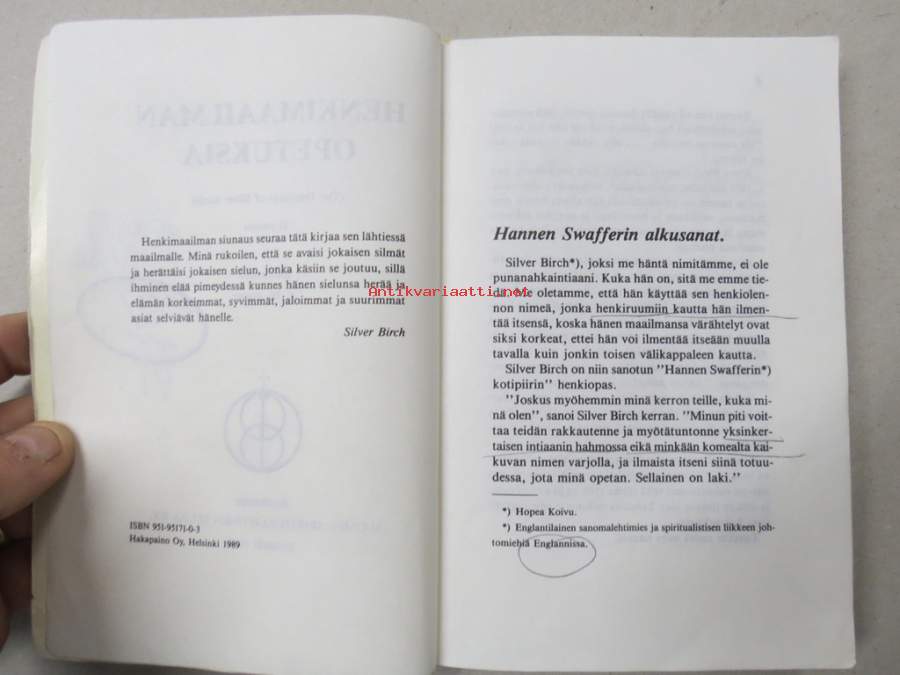 HENKIMAAILMAN
OPETUKSIA
Henkimaailman siunaus seuraa tätä kirjaa sen lähtiessä
maailmalle. Minä rukoilen, että se avaisi jokaisen silmät
ja herättäisi jokaisen sielun, jonka käsiin se joutuu, sillä
ihminen elää pimeydessä kunnes hänen sielunsa herää ja
elämän korkeimmat, syvimmät, jaloimmat ja suurimmat
asiat selviävät hänelle.
Silver Birch
ISBN 951-95171-0-3
Hakapaino Oy, Helsinki 1989
Hannen Swafferin alkusanat.
Silver Birch*), joksi me häntä nimitämme, ei ole
punanahkaintiaani. Kuka hän on, sitä me emme tie-
dä. Me oletamme, että hän käyttää sen henkiolen-
non nimeä, jonka henkiruumiin kautta hän ilmen-
tää itsensä, koska hänen maailmansa värähtelyt ovat
siksi korkeat, ettei hän voi ilmentää itseään muulla
tavalla kuin jonkin toisen välikappaleen kautta.
Silver Birch on niin sanotun "Hannen Swafferin*)
kotipiirin" henkiopas.
"Joskus myöhemmin minä kerron teille, kuka mi-
nä olen", sanoi Silver Birch kerran. "Minun piti voit-
taa teidän rakkautenne ja myötätuntonne yksinker-
taisen intiaanin hahmossa eikä minkään komealta kai-
kuvan nimen varjolla, ja ilmaista itseni siinä totuu-
dessa, jota minä opetan. Sellainen on laki."
*) Hopea Koivu.
*) Englantilainen sanomalehtimies ja spiritualistisen liikkeen joh-
tomiehiä Englannissa.
Antikvariaatti.net